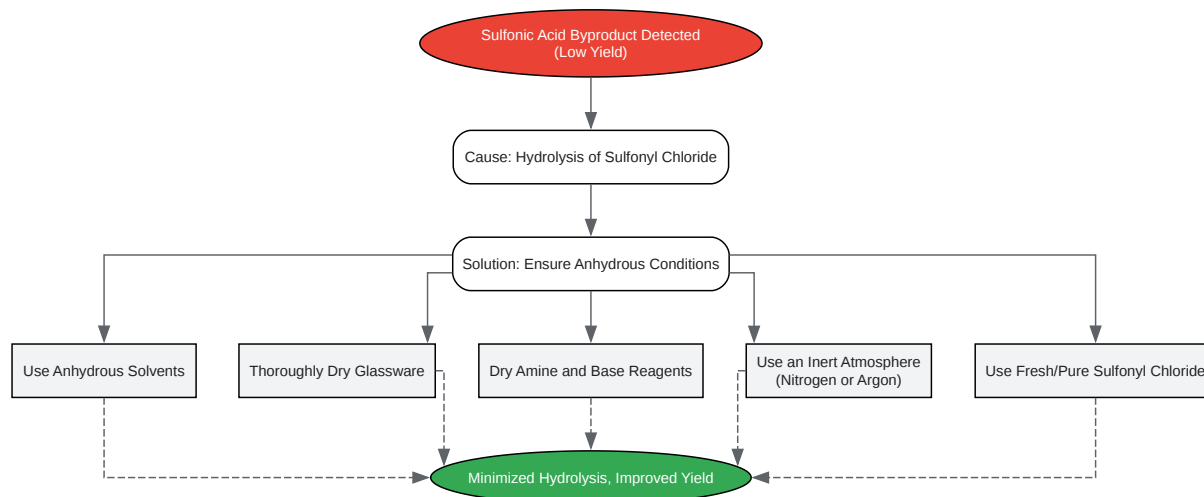 Sulfonic Acid Byproduct Detected
(Low Yield)
Cause: Hydrolysis of Sulfonyl Chloride
Solution: Ensure Anhydrous Conditions
Use Anhydrous Solvents
Thoroughly Dry Glassware
Dry Amine and Base Reagents
Use an Inert Atmosphere
(Nitrogen or Argon)
Use Fresh/Pure Sulfonyl Chloride
Minimized Hydrolysis, Improved Yield